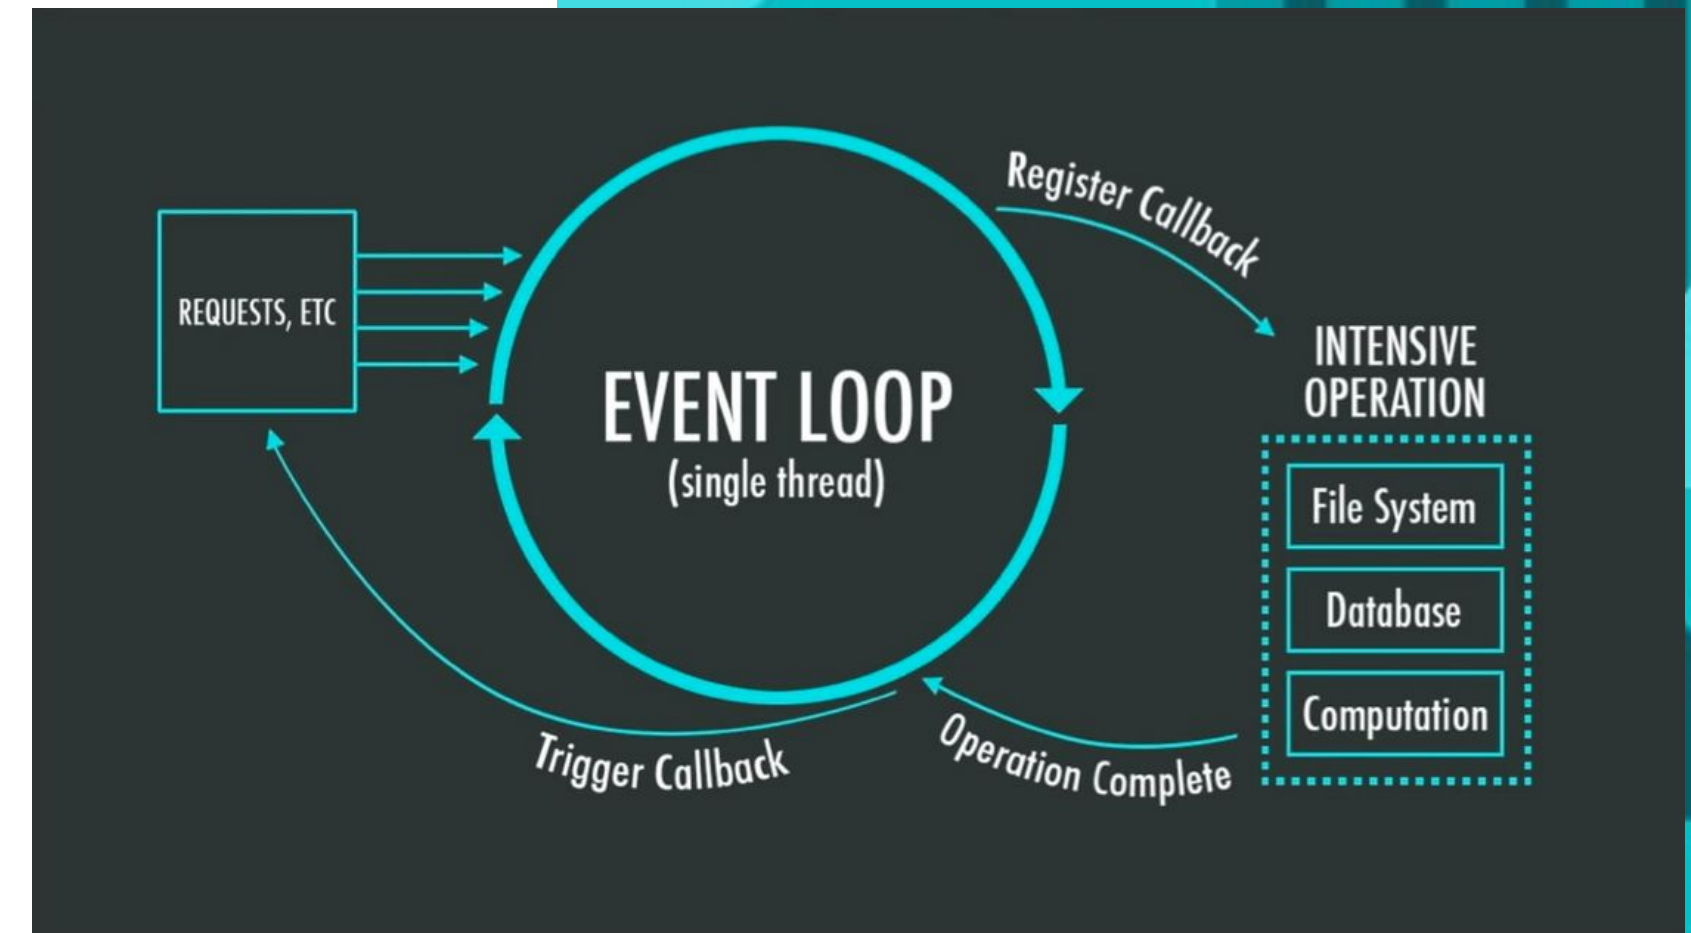 REQUESTS, ETC
EVENT LOOP
(single thread)
Register Callback
INTENSIVE
OPERATION
File System
Database
Computation
Operation Complete
Trigger Callback